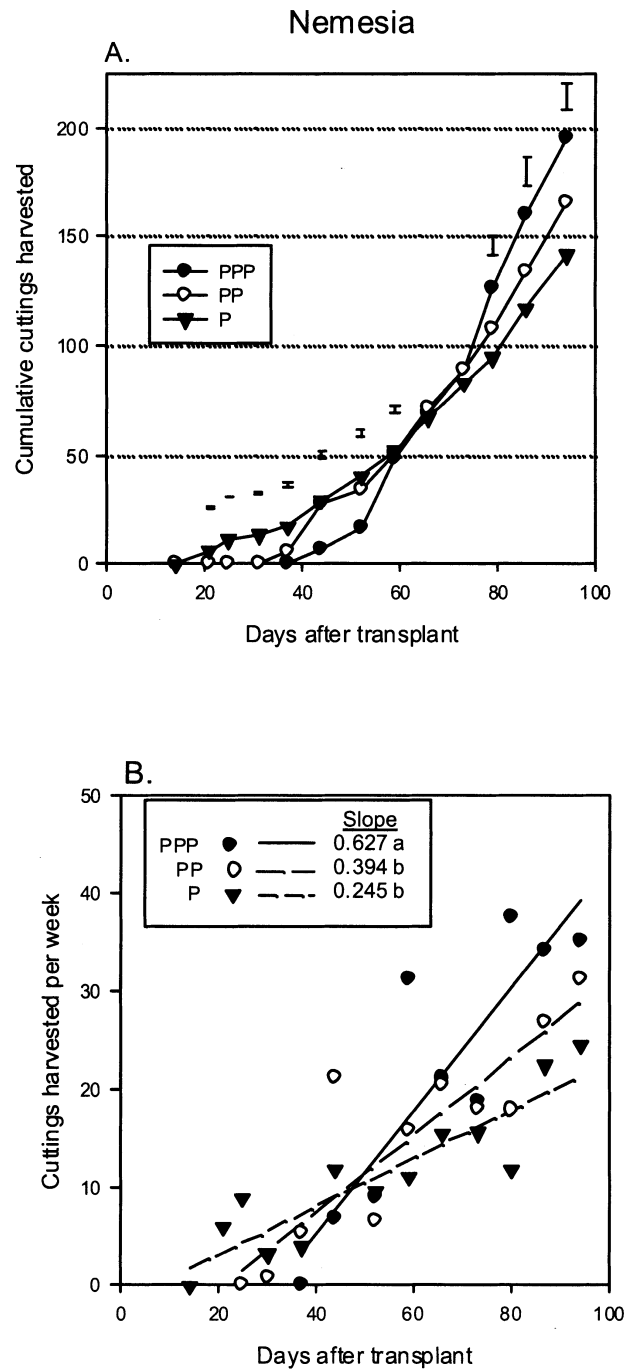 Nemesia
A.
200
150
100
50
0
Cumulative cuttings harvested
PPP
PP
P
0 20 40 60 80 100
Days after transplant
B.
50
40
30
20
10
0
Cuttings harvested per week
Slope
PPP 0.627 a
PP 0.394 b
P 0.245 b
0 20 40 60 80 100
Days after transplant